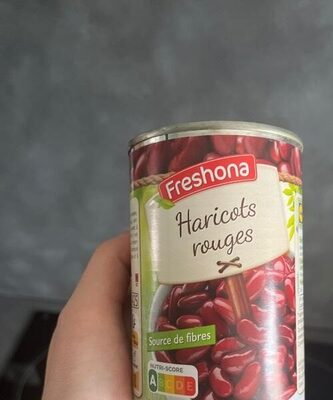 Freshona
Haricots
rouges
Source de fibres
NUTRI-SCORE
A B C D E